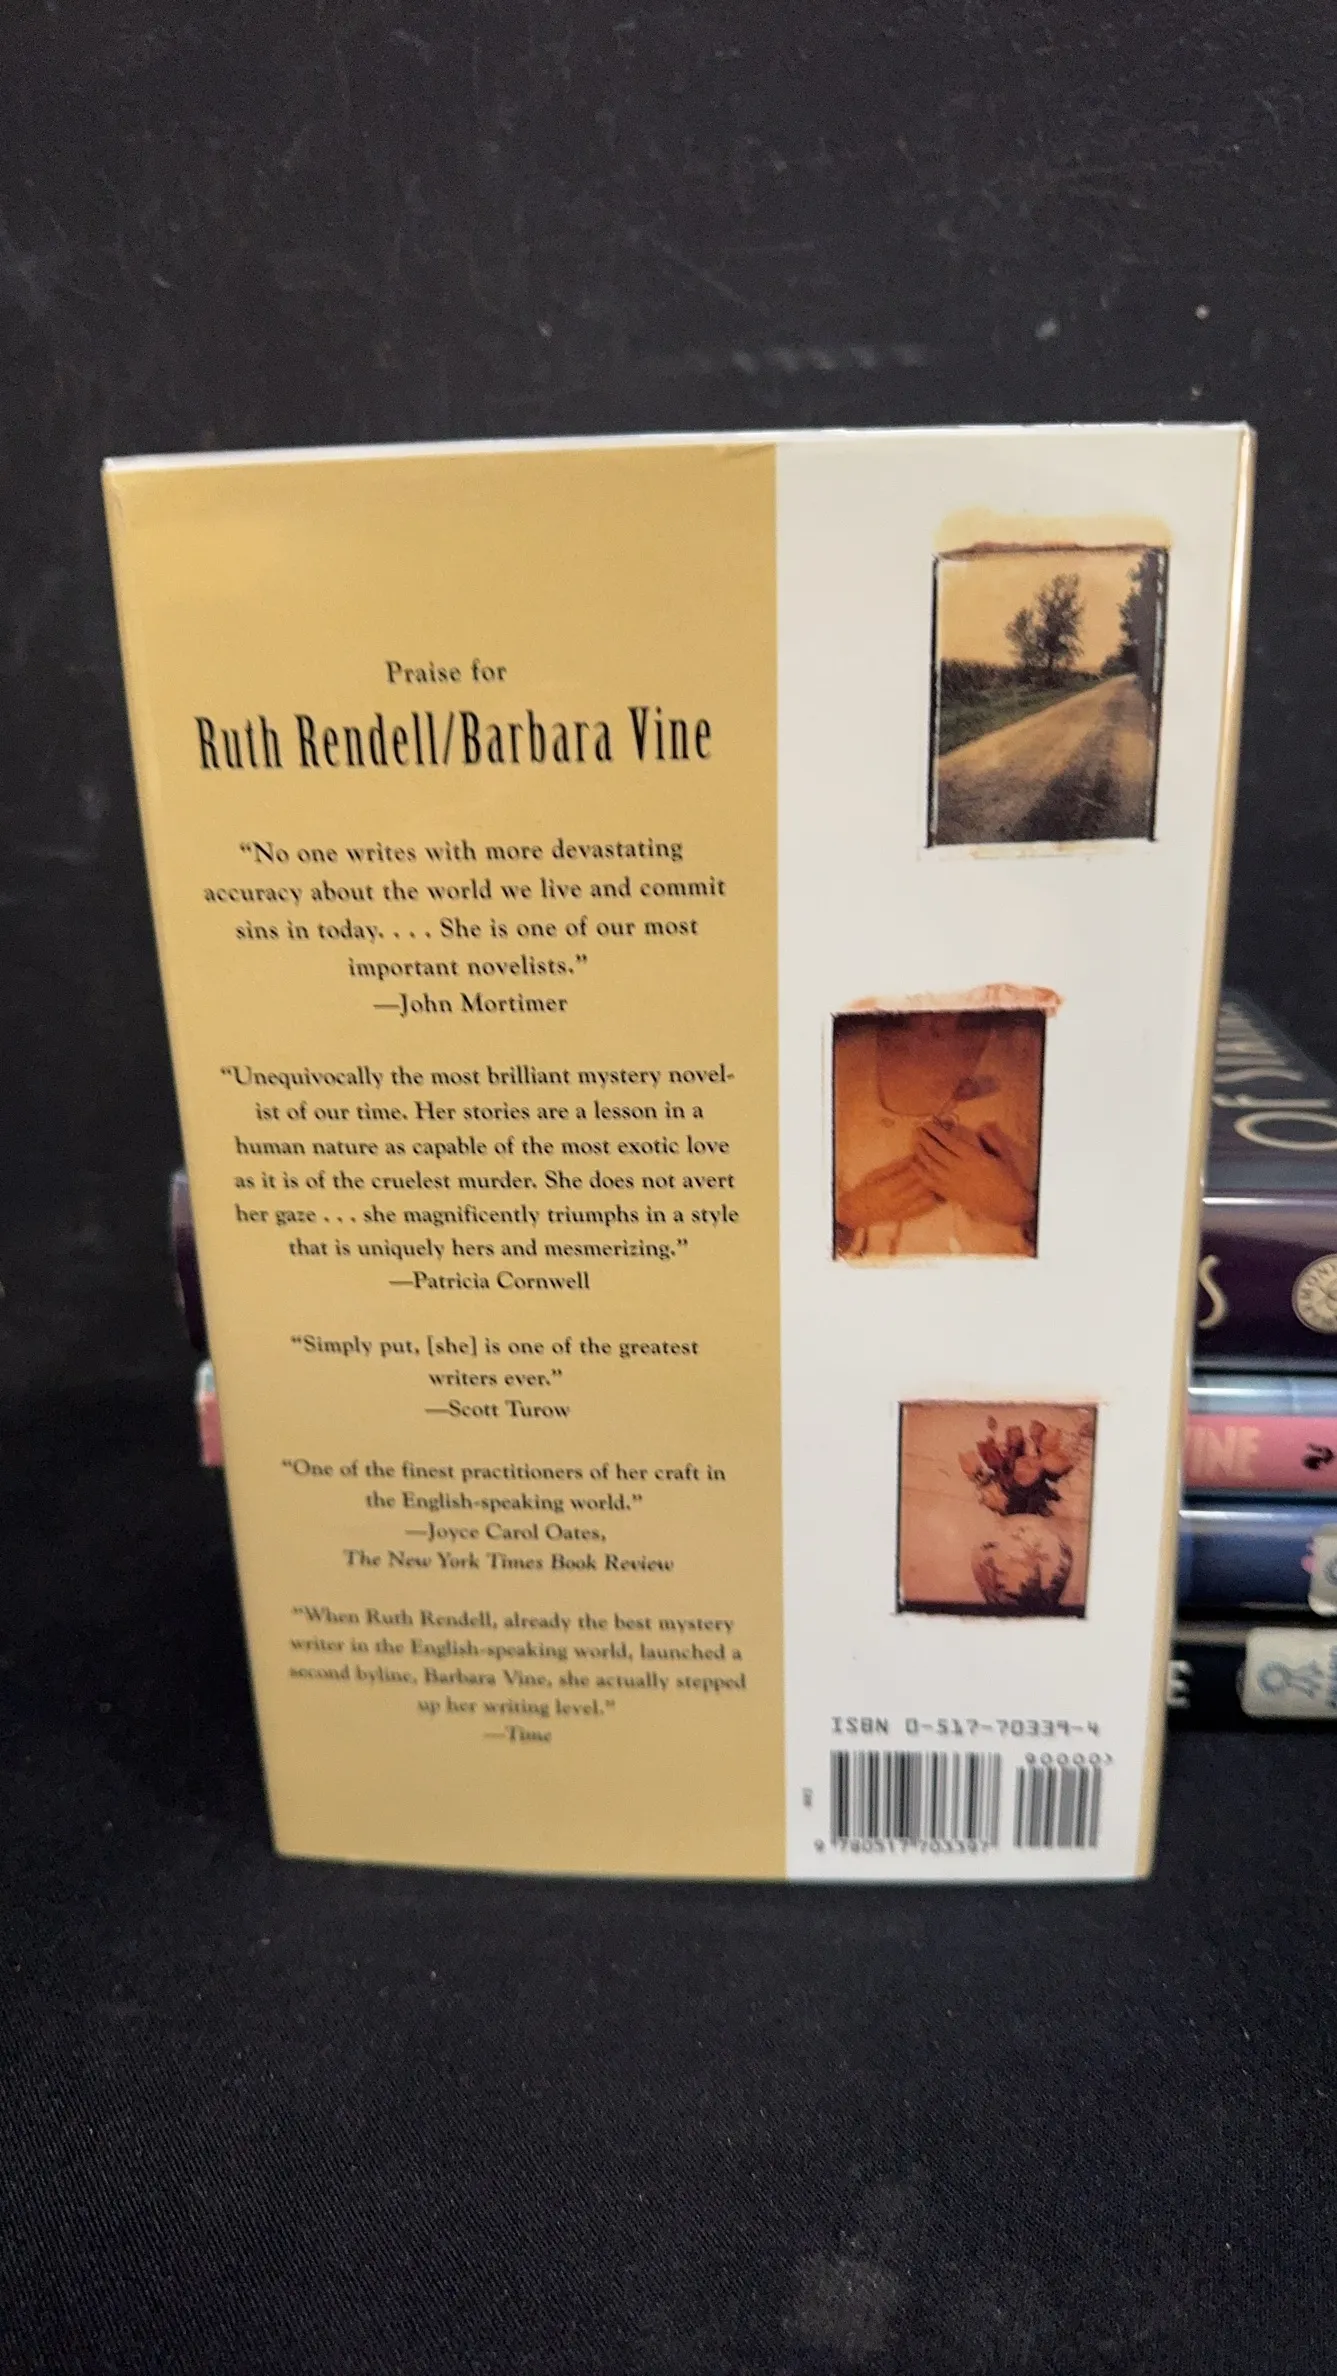 Praise for
Ruth Rendell/Barbara Vine
“No one writes with more devastating
accuracy about the world we live and commit
sins in today. . . . She is one of our most
important novelists.”
—John Mortimer
“Unequivocally the most brilliant mystery novel-
ist of our time. Her stories are a lesson in a
human nature as capable of the most exotic love
as it is of the cruelest murder. She does not avert
her gaze . . . she magnificently triumphs in a style
that is uniquely hers and mesmerizing.”
—Patricia Cornwell
“Simply put, [she] is one of the greatest
writers ever.”
—Scott Turow
“One of the finest practitioners of her craft in
the English-speaking world.”
—Joyce Carol Oates,
The New York Times Book Review
“When Ruth Rendell, already the best mystery
writer in the English-speaking world, launched a
second byline, Barbara Vine, she actually stepped
up her writing level.”
—Time
ISBN 0-517-70339-4
90000>
9 780517 703397
Of
S
VINE